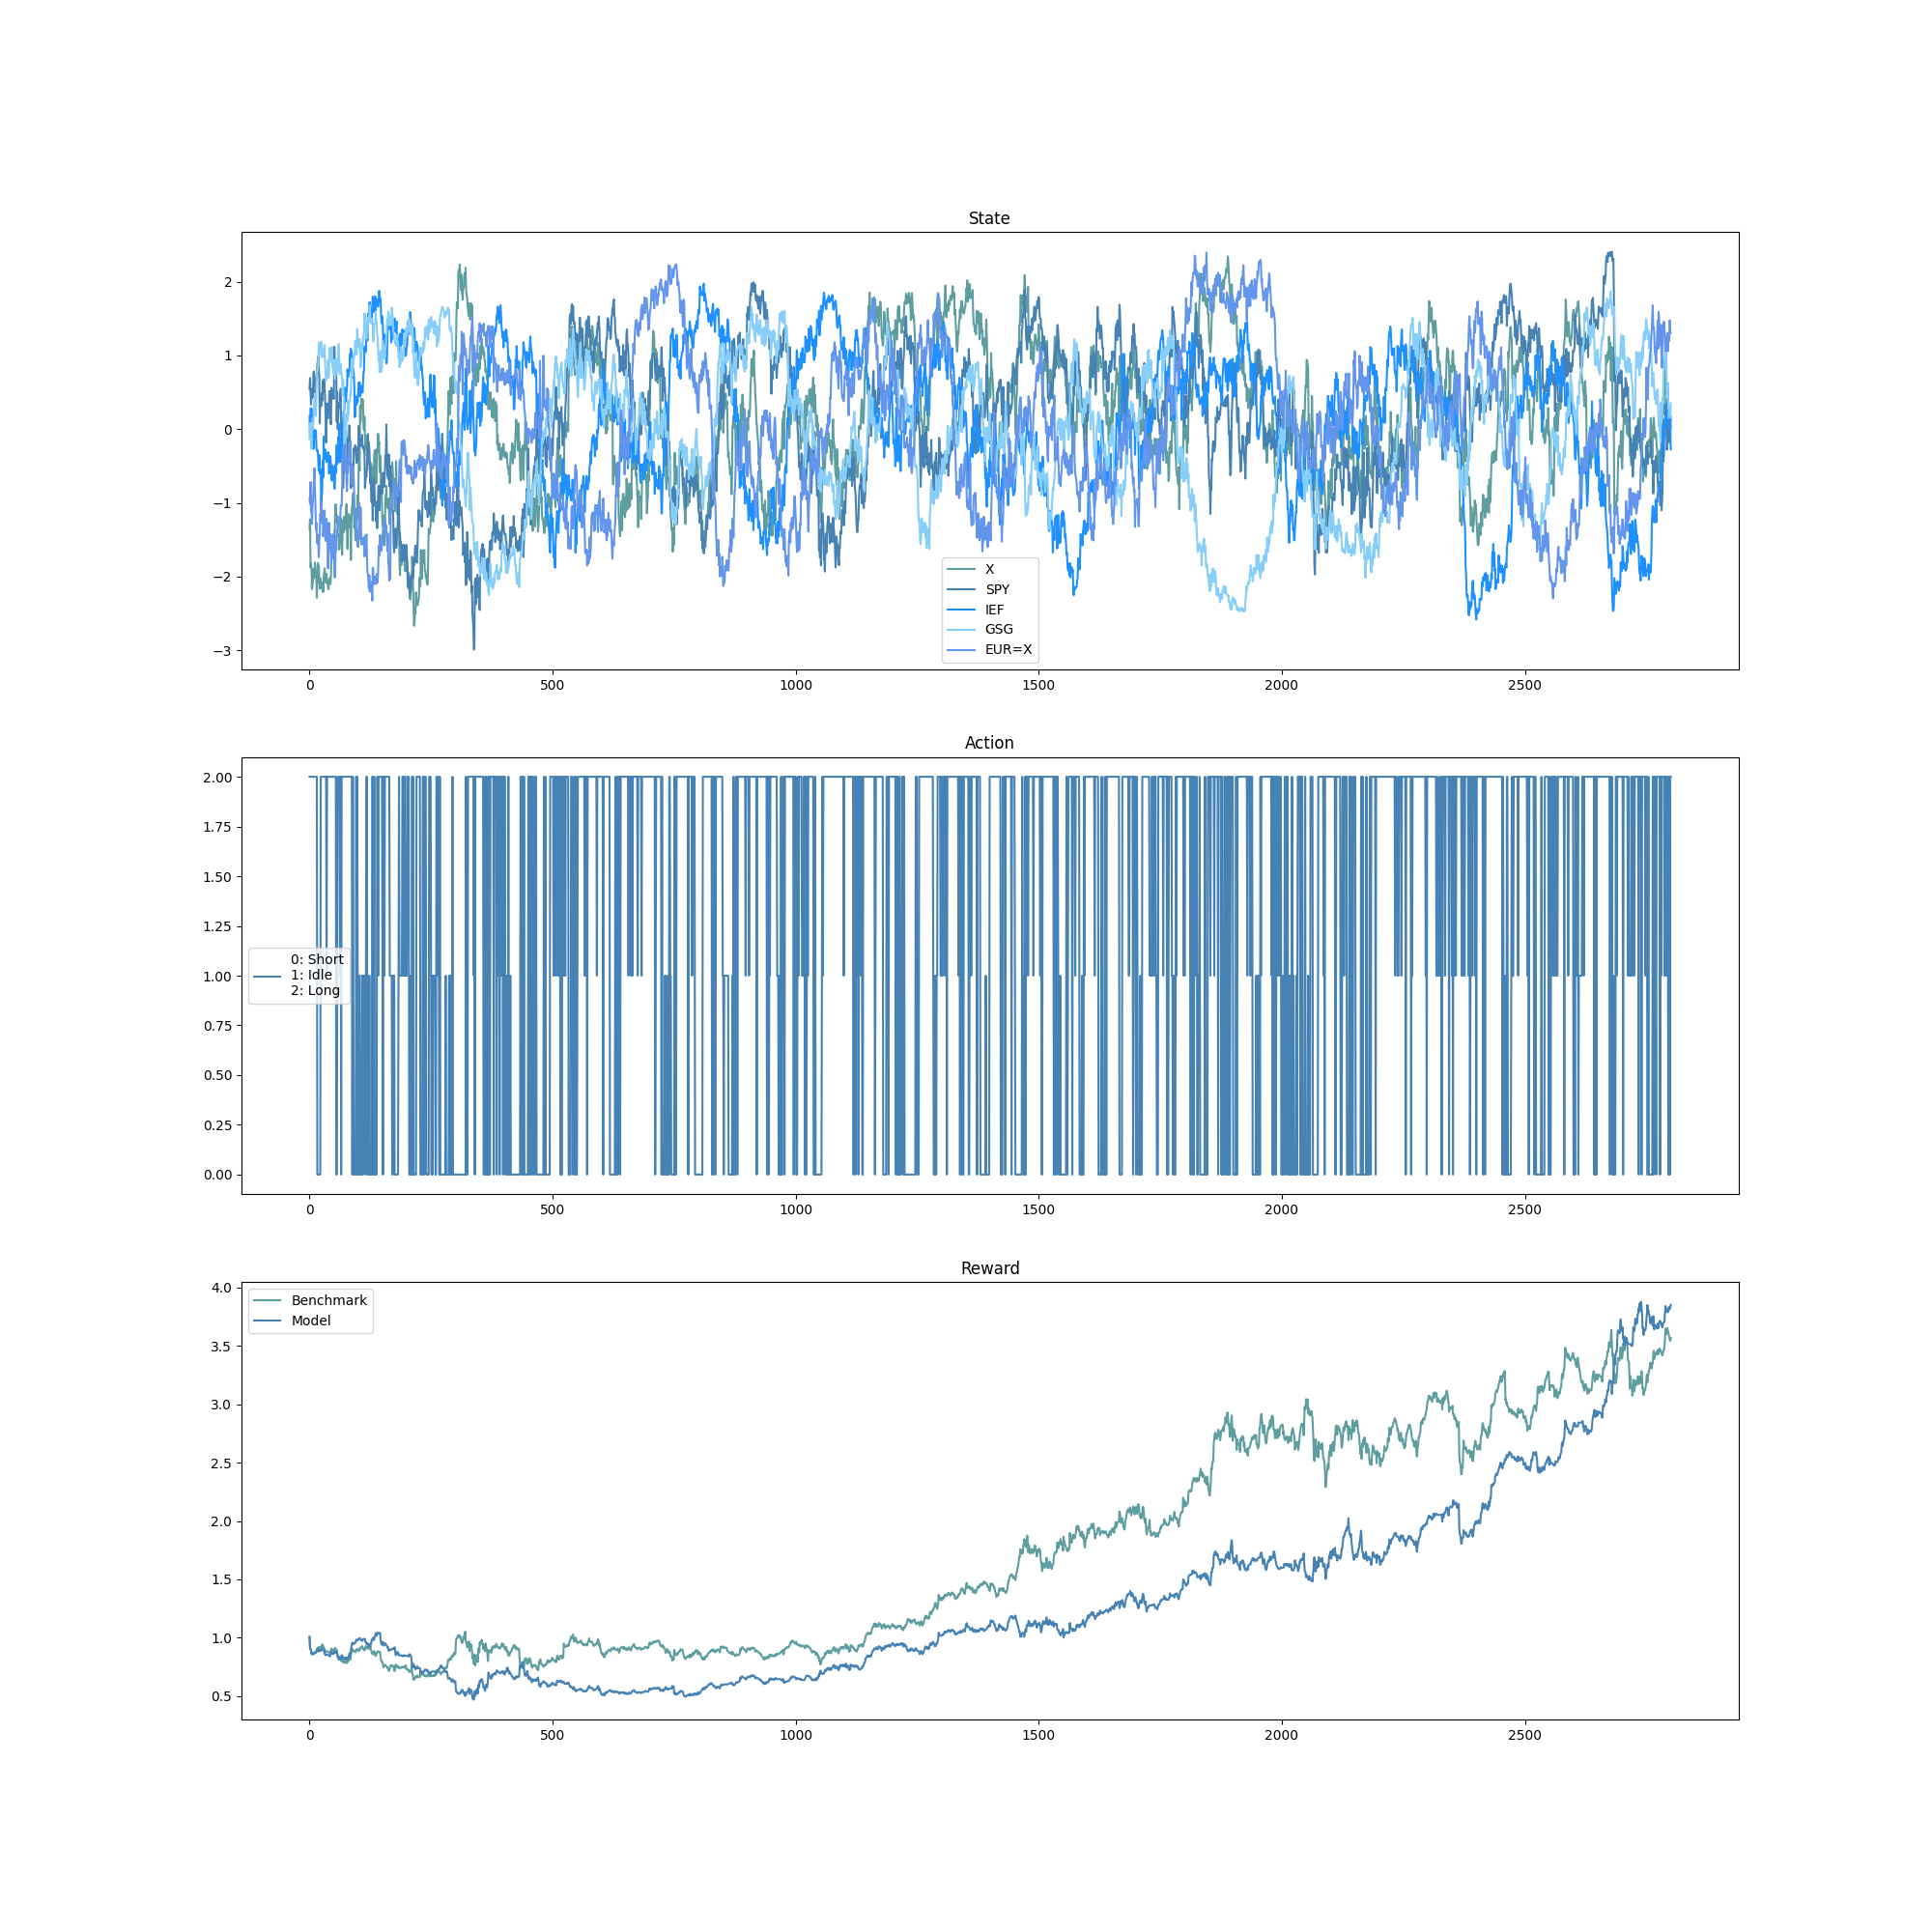 State
2
1
0
−1
−2
−3
X
SPY
IEF
GSG
EUR=X
0 500 1000 1500 2000 2500
Action
2.00
1.75
1.50
1.25
1.00
0.75
0.50
0.25
0.00
0: Short
1: Idle
2: Long
0 500 1000 1500 2000 2500
Reward
4.0
3.5
3.0
2.5
2.0
1.5
1.0
0.5
Benchmark
Model
0 500 1000 1500 2000 2500